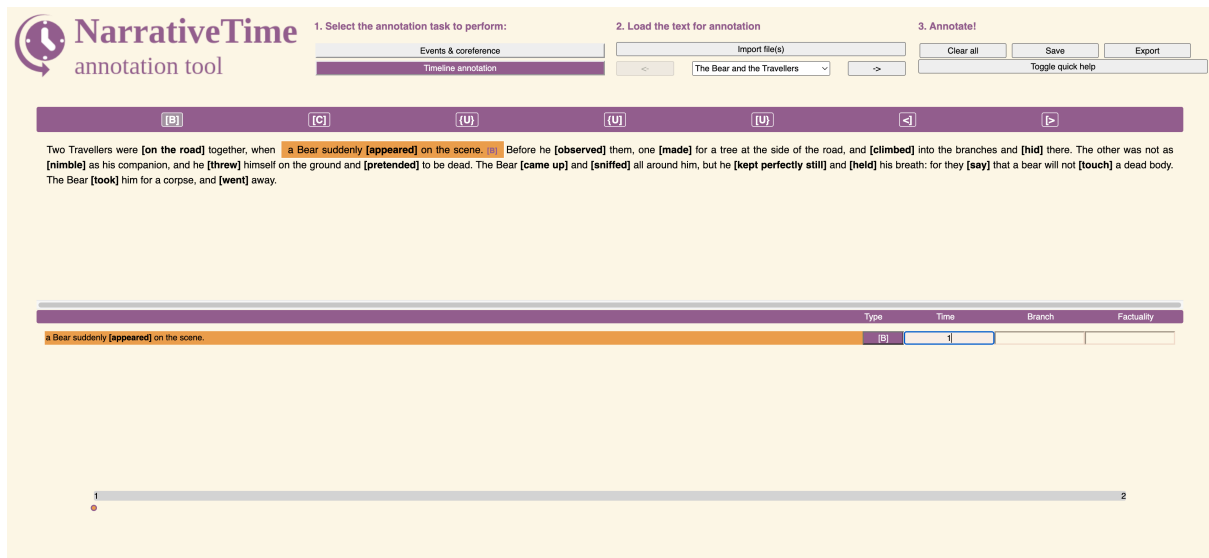 NarrativeTime
annotation tool
1. Select the annotation task to perform:
Events & coreference
Timeline annotation
2. Load the text for annotation
Import file(s)
<- The Bear and the Travellers ->
3. Annotate!
Clear all Save Export
Toggle quick help
[B] [C] {U} {U] [U} <] [>
Two Travellers were [on the road] together, when a Bear suddenly [appeared] on the scene. [B] Before he [observed] them, one [made] for a tree at the side of the road, and [climbed] into the branches and [hid] there. The other was not as
[nimble] as his companion, and he [threw] himself on the ground and [pretended] to be dead. The Bear [came up] and [sniffed] all around him, but he [kept perfectly still] and [held] his breath: for they [say] that a bear will not [touch] a dead body.
The Bear [took] him for a corpse, and [went] away.
Type Time Branch Factuality
a Bear suddenly [appeared] on the scene. [B] 1
1 2